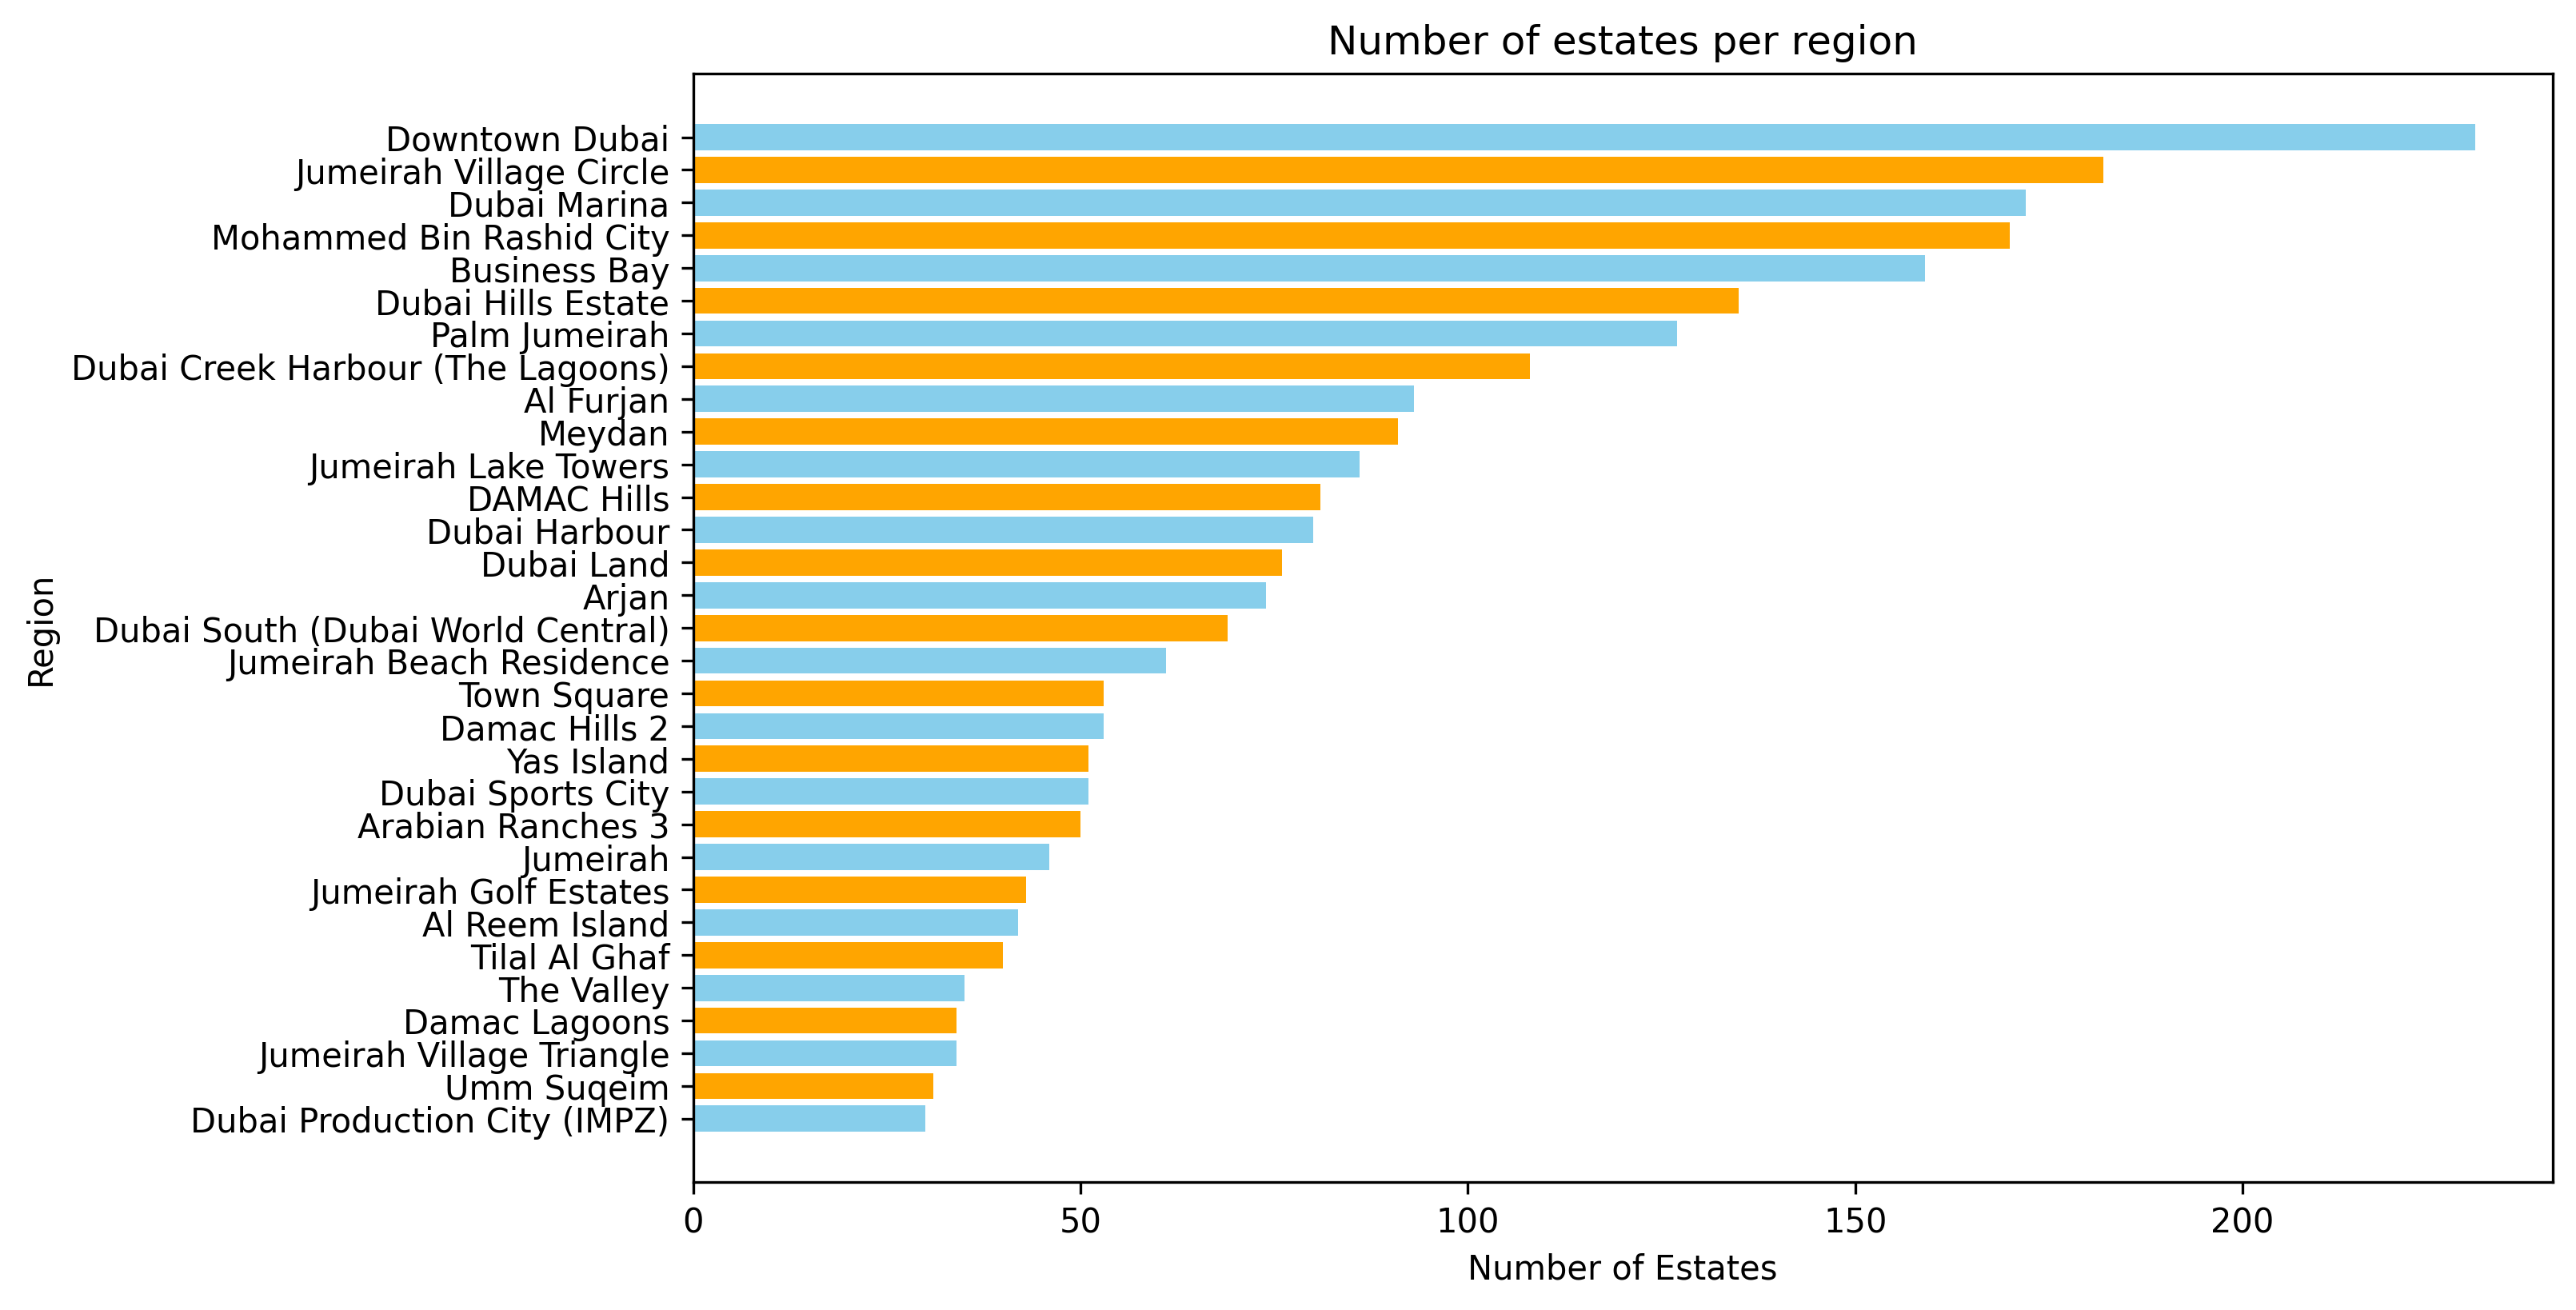 Number of estates per region
Region
Downtown Dubai
Jumeirah Village Circle
Dubai Marina
Mohammed Bin Rashid City
Business Bay
Dubai Hills Estate
Palm Jumeirah
Dubai Creek Harbour (The Lagoons)
Al Furjan
Meydan
Jumeirah Lake Towers
DAMAC Hills
Dubai Harbour
Dubai Land
Arjan
Dubai South (Dubai World Central)
Jumeirah Beach Residence
Town Square
Damac Hills 2
Yas Island
Dubai Sports City
Arabian Ranches 3
Jumeirah
Jumeirah Golf Estates
Al Reem Island
Tilal Al Ghaf
The Valley
Damac Lagoons
Jumeirah Village Triangle
Umm Suqeim
Dubai Production City (IMPZ)
0 50 100 150 200
Number of Estates